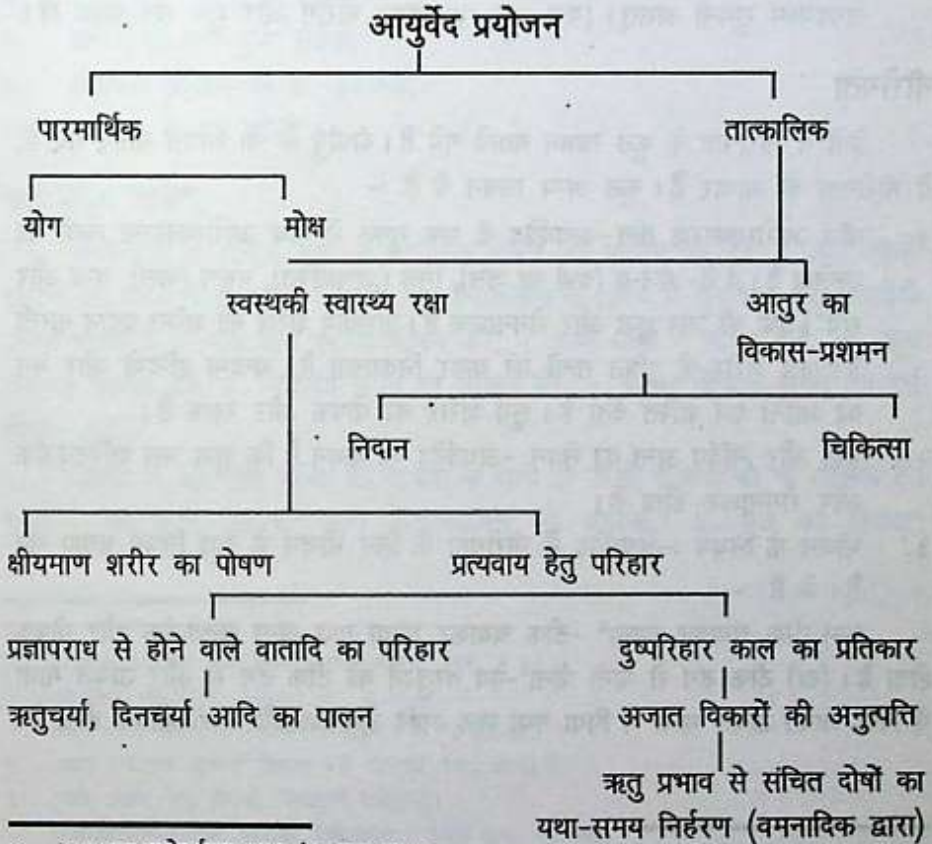 आयुर्वेद प्रयोजन
पारमार्थिक
तात्कालिक
योग
मोक्ष
स्वस्थकी स्वास्थ्य रक्षा
आतुर का
विकास-प्रशमन
निदान
चिकित्सा
क्षीयमाण शरीर का पोषण
प्रत्यवाय हेतु परिहार
प्रज्ञापराध से होने वाले वातादि का परिहार
दुष्परिहार काल का प्रतिकार
ऋतुचर्या, दिनचर्या आदि का पालन
अजात विकारों की अनुत्पत्ति
ऋतु प्रभाव से संचित दोषों का
यथा-समय निर्हरण (वमनादिक द्वारा)